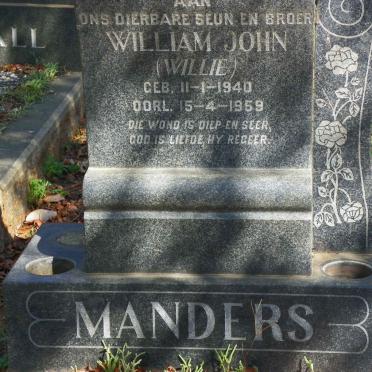 AAN
ONS DIERBARE SEUN EN BROER
WILLIAM JOHN
(WILLIE)
GEB. 11-1-1940
OORL. 15-4-1959
DIE WOND IS DIEP EN SEER,
GOD IS LIEFDE HY REGEER.
MANDERS